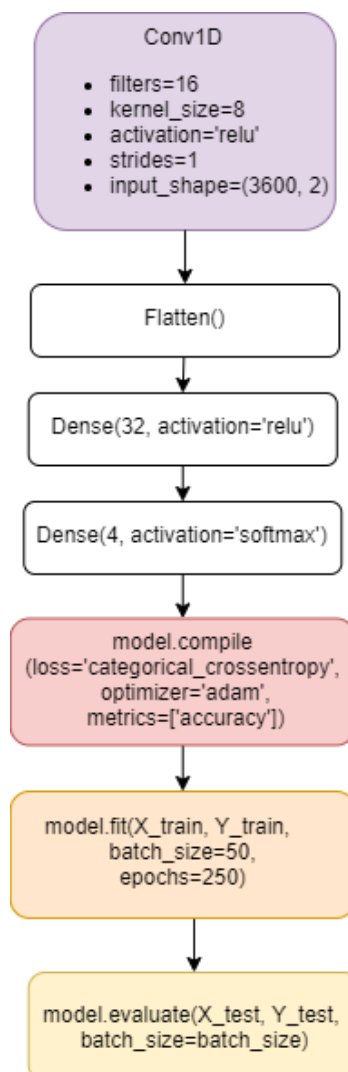 Conv1D
• filters=16
• kernel_size=8
• activation='relu'
• strides=1
• input_shape=(3600, 2)
Flatten()
Dense(32, activation='relu')
Dense(4, activation='softmax')
model.compile
(loss='categorical_crossentropy',
optimizer='adam',
metrics=['accuracy'])
model.fit(X_train, Y_train,
batch_size=50,
epochs=250)
model.evaluate(X_test, Y_test,
batch_size=batch_size)